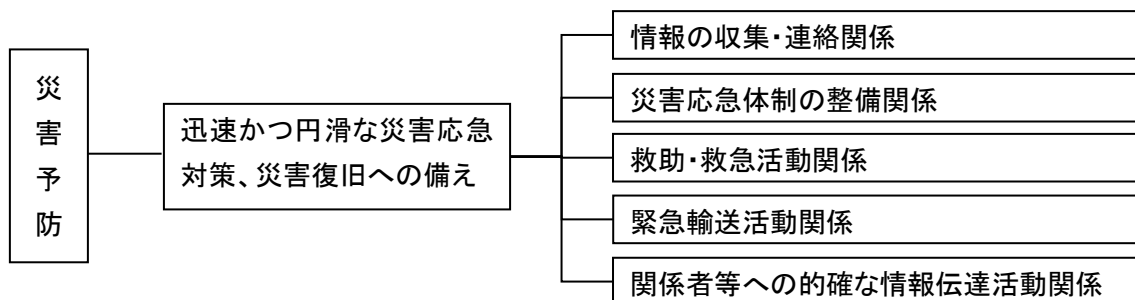 災害予防
迅速かつ円滑な災害応急
対策、災害復旧への備え
情報の収集・連絡関係
災害応急体制の整備関係
救助・救急活動関係
緊急輸送活動関係
関係者等への的確な情報伝達活動関係